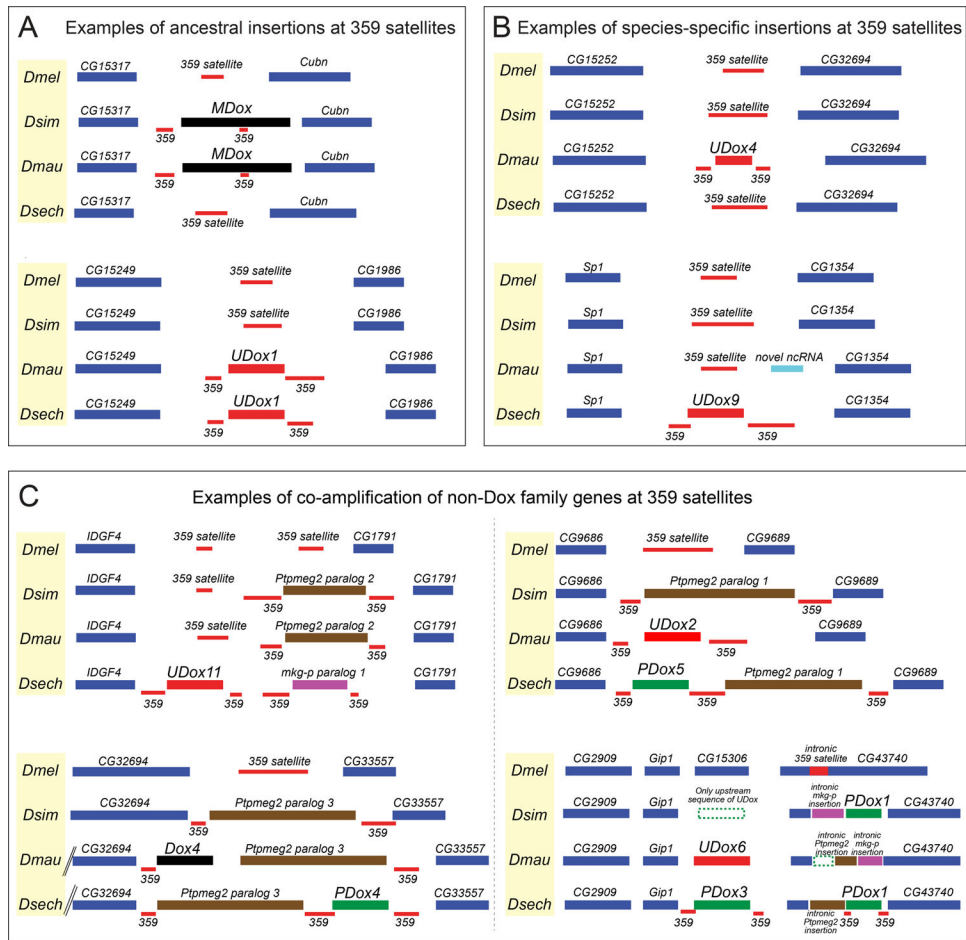 A Examples of ancestral insertions at 359 satellites
CG15317 359 satellite Cubn
Dmel
CG15317 MDox Cubn
Dsim
359 359
CG15317 MDox Cubn
Dmau
359 359
CG15317 Cubn
Dsech
359 satellite
CG15249 359 satellite CG1986
Dmel
CG15249 359 satellite CG1986
Dsim
CG15249 UDox1 CG1986
Dmau
359 359
CG15249 UDox1 CG1986
Dsech
359 359
B Examples of species-specific insertions at 359 satellites
CG15252 359 satellite CG32694
Dmel
CG15252 359 satellite CG32694
Dsim
CG15252 UDox4 CG32694
Dmau
359 359
CG15252 359 satellite CG32694
Dsech
Sp1 359 satellite CG1354
Dmel
Sp1 359 satellite CG1354
Dsim
Sp1 359 satellite novel ncRNA CG1354
Dmau
Sp1 UDox9 CG1354
Dsech
359 359
C Examples of co-amplification of non-Dox family genes at 359 satellites
IDGF4 359 satellite 359 satellite CG1791
Dmel
IDGF4 359 satellite Ptpmeg2 paralog 2 CG1791
Dsim
359 359
IDGF4 359 satellite Ptpmeg2 paralog 2 CG1791
Dmau
359 359
IDGF4 UDox11 mkg-p paralog 1 CG1791
Dsech
359 359 359 359
CG9686 359 satellite CG9689
Dmel
CG9686 Ptpmeg2 paralog 1 CG9689
Dsim
359 359
CG9686 UDox2 CG9689
Dmau
359 359
CG9686 PDox5 Ptpmeg2 paralog 1 CG9689
Dsech
359 359 359
CG32694 359 satellite CG33557
Dmel
CG32694 Ptpmeg2 paralog 3 CG33557
Dsim
359 359
CG32694 Dox4 Ptpmeg2 paralog 3 CG33557
Dmau
359 359
CG32694 Ptpmeg2 paralog 3 PDox4 CG33557
Dsech
359 359 359
CG2909 Gip1 CG15306 intronic
359 satellite CG43740
Dmel
CG2909 Gip1 Only upstream
sequence of UDox
intronic
mkg-p
insertion
PDox1 CG43740
Dsim
CG2909 Gip1 UDox6 intronic
Ptpmeg2
insertion
intronic
mkg-p
insertion
CG43740
Dmau
CG2909 Gip1 PDox3 PDox1 CG43740
Dsech
359 359 intronic
Ptpmeg2
insertion
359 359